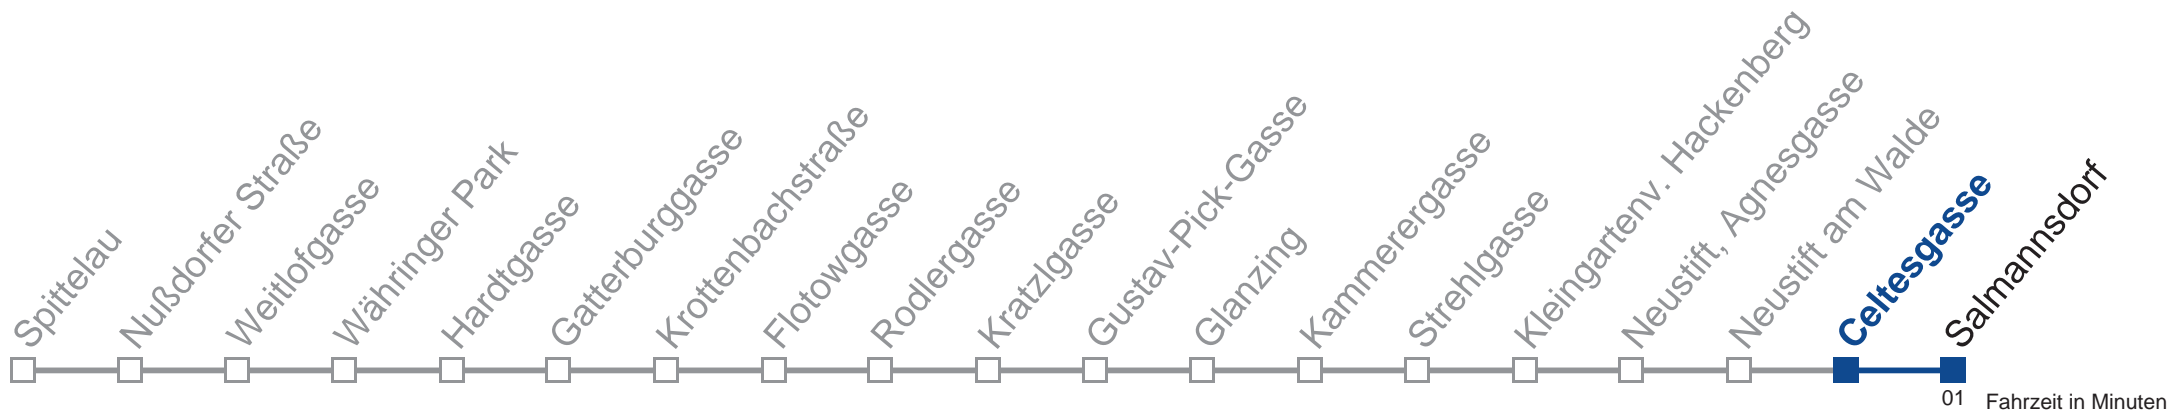 Spittelau
Nußdorfer Straße
Weitlofgasse
Währinger Park
Hardtgasse
Gatterburggasse
Krottenbachstraße
Flotowgasse
Rodlergasse
Kratzlgasse
Gustav-Pick-Gasse
Glanzing
Kammerergasse
Strehlgasse
Kleingartenv. Hackenberg
Neustift, Agnesgasse
Neustift am Walde
Celtesgasse
Salmannsdorf
01 Fahrzeit in Minuten